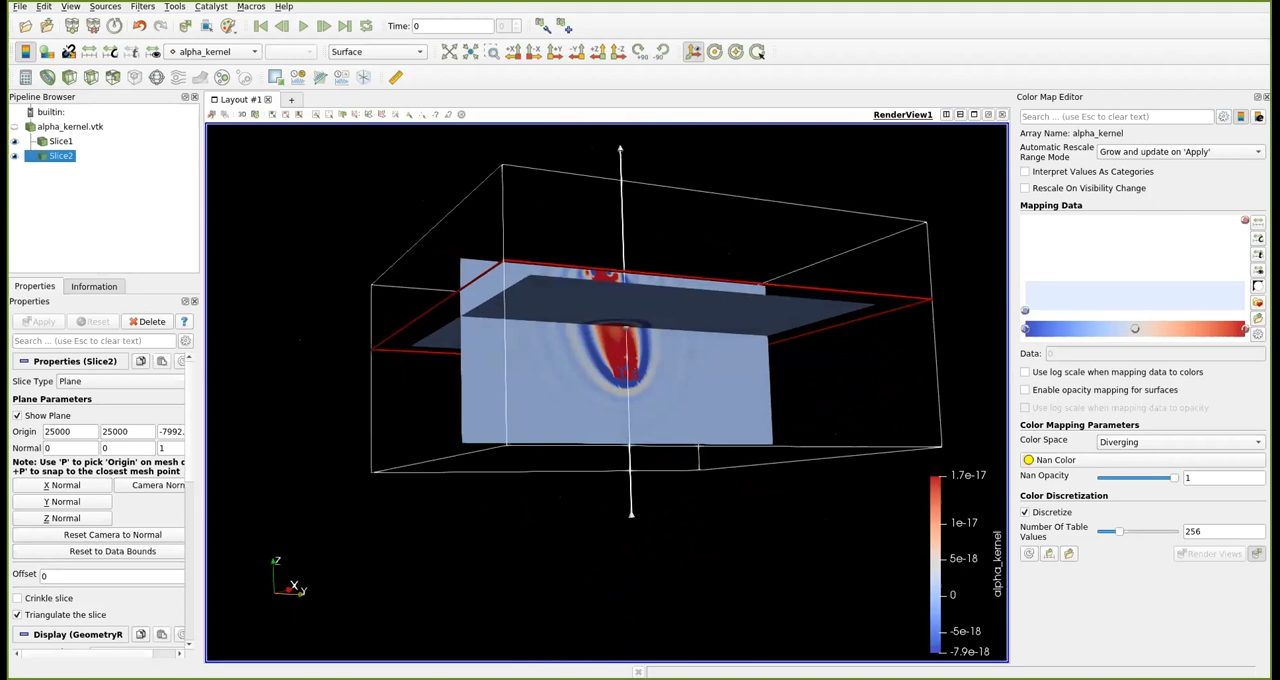 File Edit View Sources Filters Tools Catalyst Macros Help
Time: 0 0
alpha_kernel Surface
+X -X +Y -Y +Z -Z +90 -90
Pipeline Browser
builtin:
alpha_kernel.vtk
Slice1
Slice2
Properties Information
Properties
Apply Reset Delete ?
Search ... (use Esc to clear text)
Properties (Slice2)
Slice Type Plane
Plane Parameters
Show Plane
Origin 25000 25000 -7992.
Normal 0 0 1
Note: Use 'P' to pick 'Origin' on mesh o
+P' to snap to the closest mesh point
X Normal Camera Norn
Y Normal
Z Normal
Reset Camera to Normal
Reset to Data Bounds
Offset 0
Crinkle slice
Triangulate the slice
Display (GeometryR
Layout #1 +
3D RenderView1
Z
X
Y
1.7e-17
1e-17
5e-18
0
-5e-18
-7.9e-18
alpha_kernel
Color Map Editor
Search ... (use Esc to clear text)
Array Name: alpha_kernel
Automatic Rescale
Range Mode Grow and update on 'Apply'
Interpret Values As Categories
Rescale On Visibility Change
Mapping Data
Data: 0
Use log scale when mapping data to colors
Enable opacity mapping for surfaces
Use log scale when mapping data to opacity
Color Mapping Parameters
Color Space Diverging
Nan Color
Nan Opacity 1
Color Discretization
Discretize
Number Of Table
Values 256
Render Views